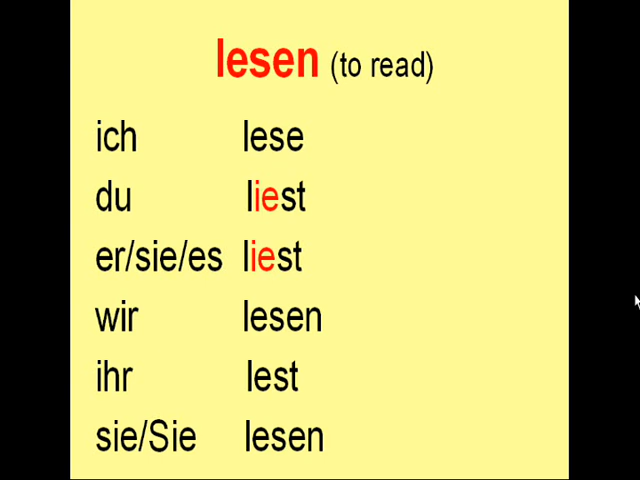 lesen (to read)
ich lese
du liest
er/sie/es liest
wir lesen
ihr lest
sie/Sie lesen